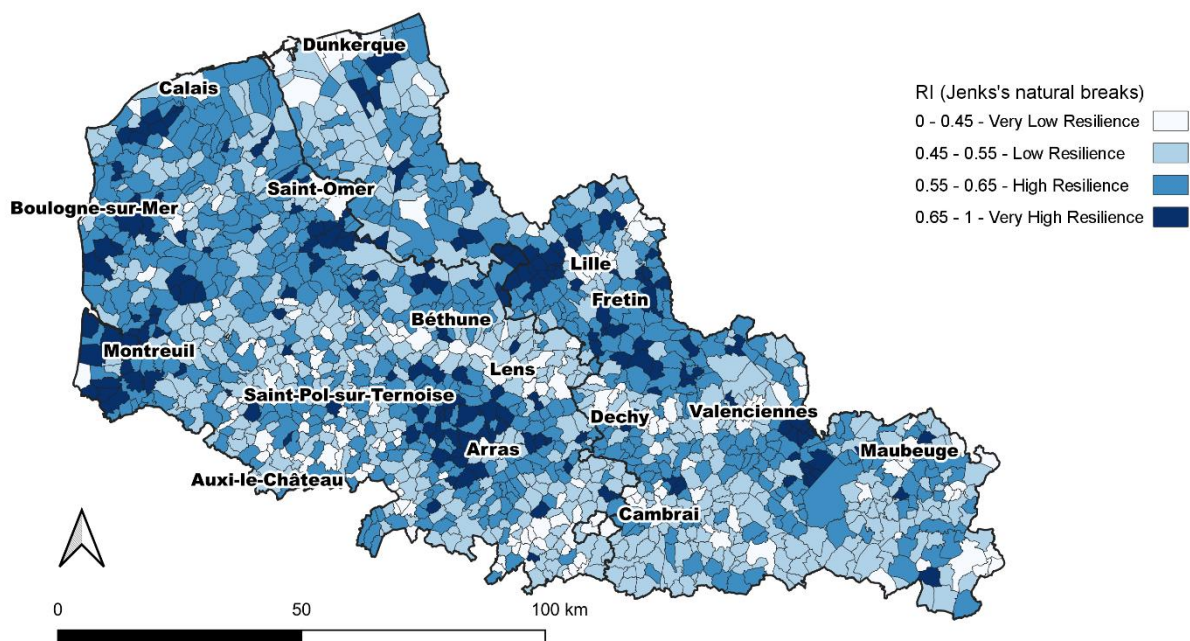 Dunkerque
Calais
RI (Jenks's natural breaks)
0 - 0.45 - Very Low Resilience
0.45 - 0.55 - Low Resilience
0.55 - 0.65 - High Resilience
0.65 - 1 - Very High Resilience
Saint-Omer
Boulogne-sur-Mer
Lille
Fretin
Béthune
Montreuil
Lens
Saint-Pol-sur-Ternoise
Dechy
Valenciennes
Arras
Maubeuge
Auxi-le-Château
Cambrai
0 50 100 km